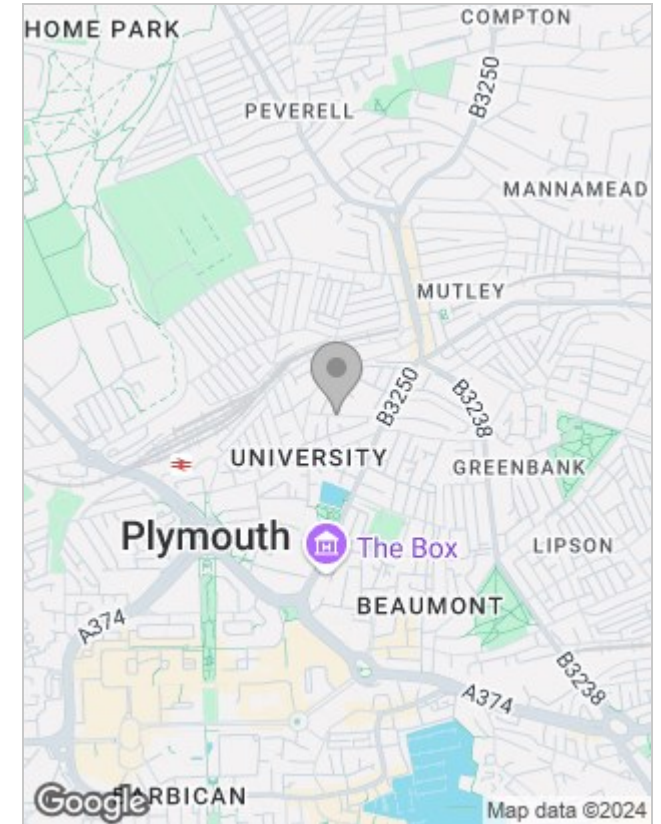 COMPTON
HOME PARK
B3250
PEVERELL
MANNAMEAD
MUTLEY
B3250
B3238
UNIVERSITY
GREENBANK
Plymouth
The Box
LIPSON
BEAUMONT
A374
B3238
A374
Google
ARBICAN
Map data ©2024